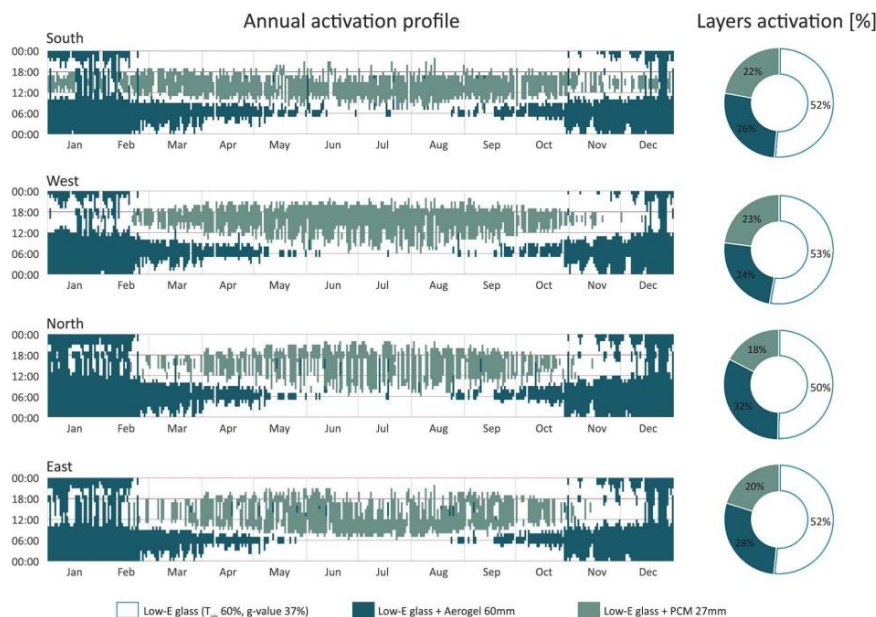 Annual activation profile
Layers activation [%]
South
00:00
18:00
12:00
06:00
00:00
Jan Feb Mar Apr May Jun Jul Aug Sep Oct Nov Dec
22%
52%
26%
West
00:00
18:00
12:00
06:00
00:00
Jan Feb Mar Apr May Jun Jul Aug Sep Oct Nov Dec
23%
53%
24%
North
00:00
18:00
12:00
06:00
00:00
Jan Feb Mar Apr May Jun Jul Aug Sep Oct Nov Dec
18%
50%
32%
East
00:00
18:00
12:00
06:00
00:00
Jan Feb Mar Apr May Jun Jul Aug Sep Oct Nov Dec
20%
52%
28%
Low-E glass (T 60%, g-value 37%) Low-E glass + Aerogel 60mm Low-E glass + PCM 27mm